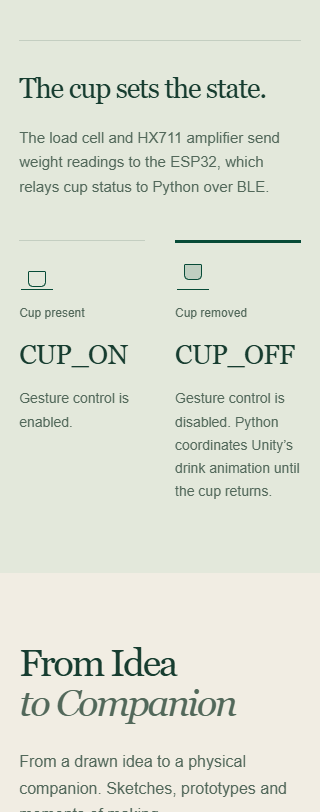 The cup sets the state.
The load cell and HX711 amplifier send
weight readings to the ESP32, which
relays cup status to Python over BLE.
Cup present
CUP_ON
Gesture control is
enabled.
Cup removed
CUP_OFF
Gesture control is
disabled. Python
coordinates Unity’s
drink animation until
the cup returns.
From Idea
to Companion
From a drawn idea to a physical
companion. Sketches, prototypes and
moments of making